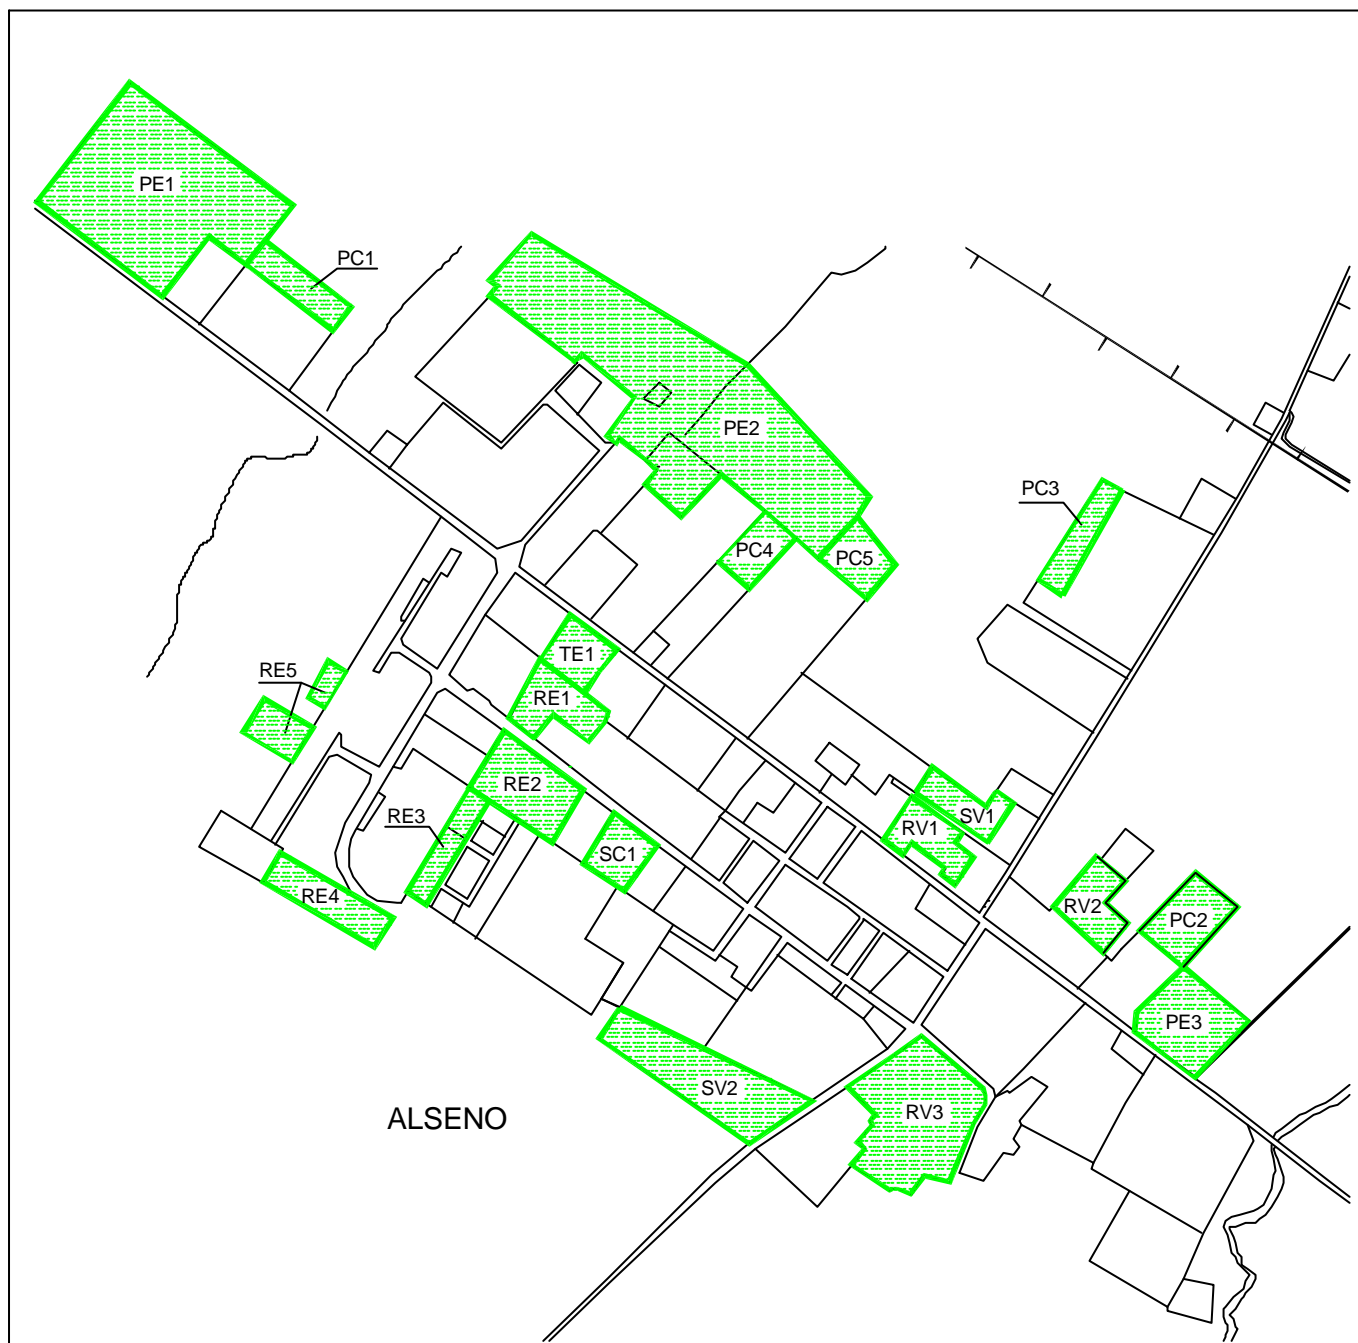 PE1
PC1
PE2
PC3
PC4
PC5
TE1
RE5
RE1
RE2
SV1
RE3
RV1
SC1
RE4
RV2
PC2
PE3
SV2
RV3
ALSENO